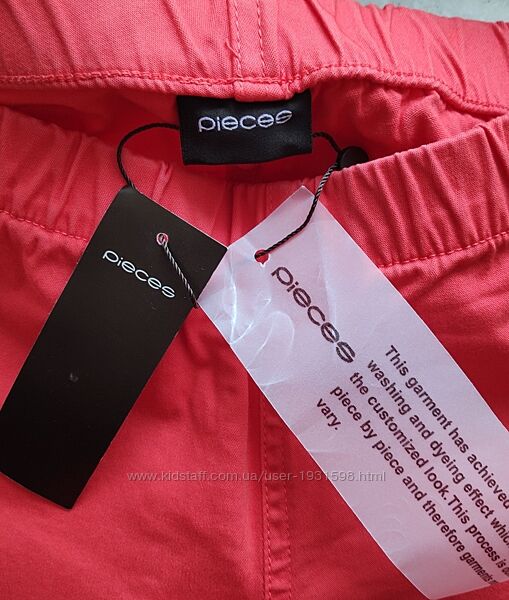 pieces
pieces
pieces
This garment has achieved
washing and dyeing effect
the customized look. This process is
piece by piece and therefore garments
vary.
www.kidstaff.com.ua/user-1931598.html